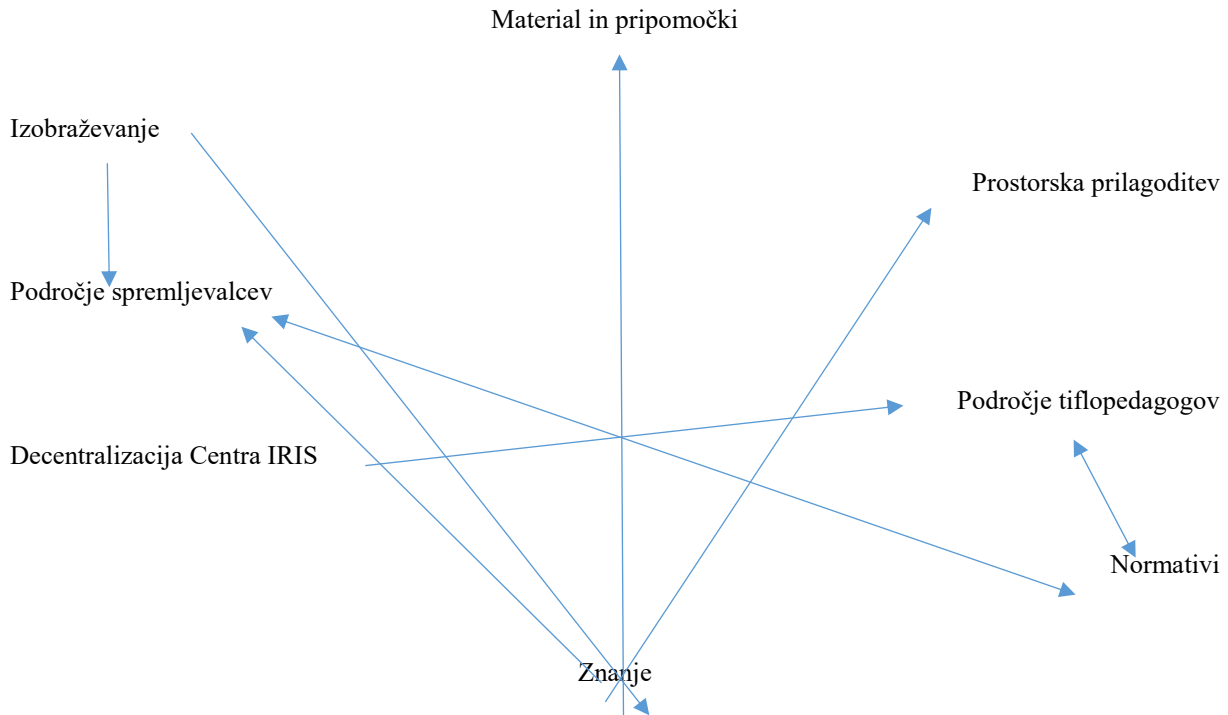 Material in pripomočki
Izobraževanje
Prostorska prilagoditev
Področje spremljevalcev
Področje tiflopedagogov
Decentralizacija Centra IRIS
Normativi
Znanje